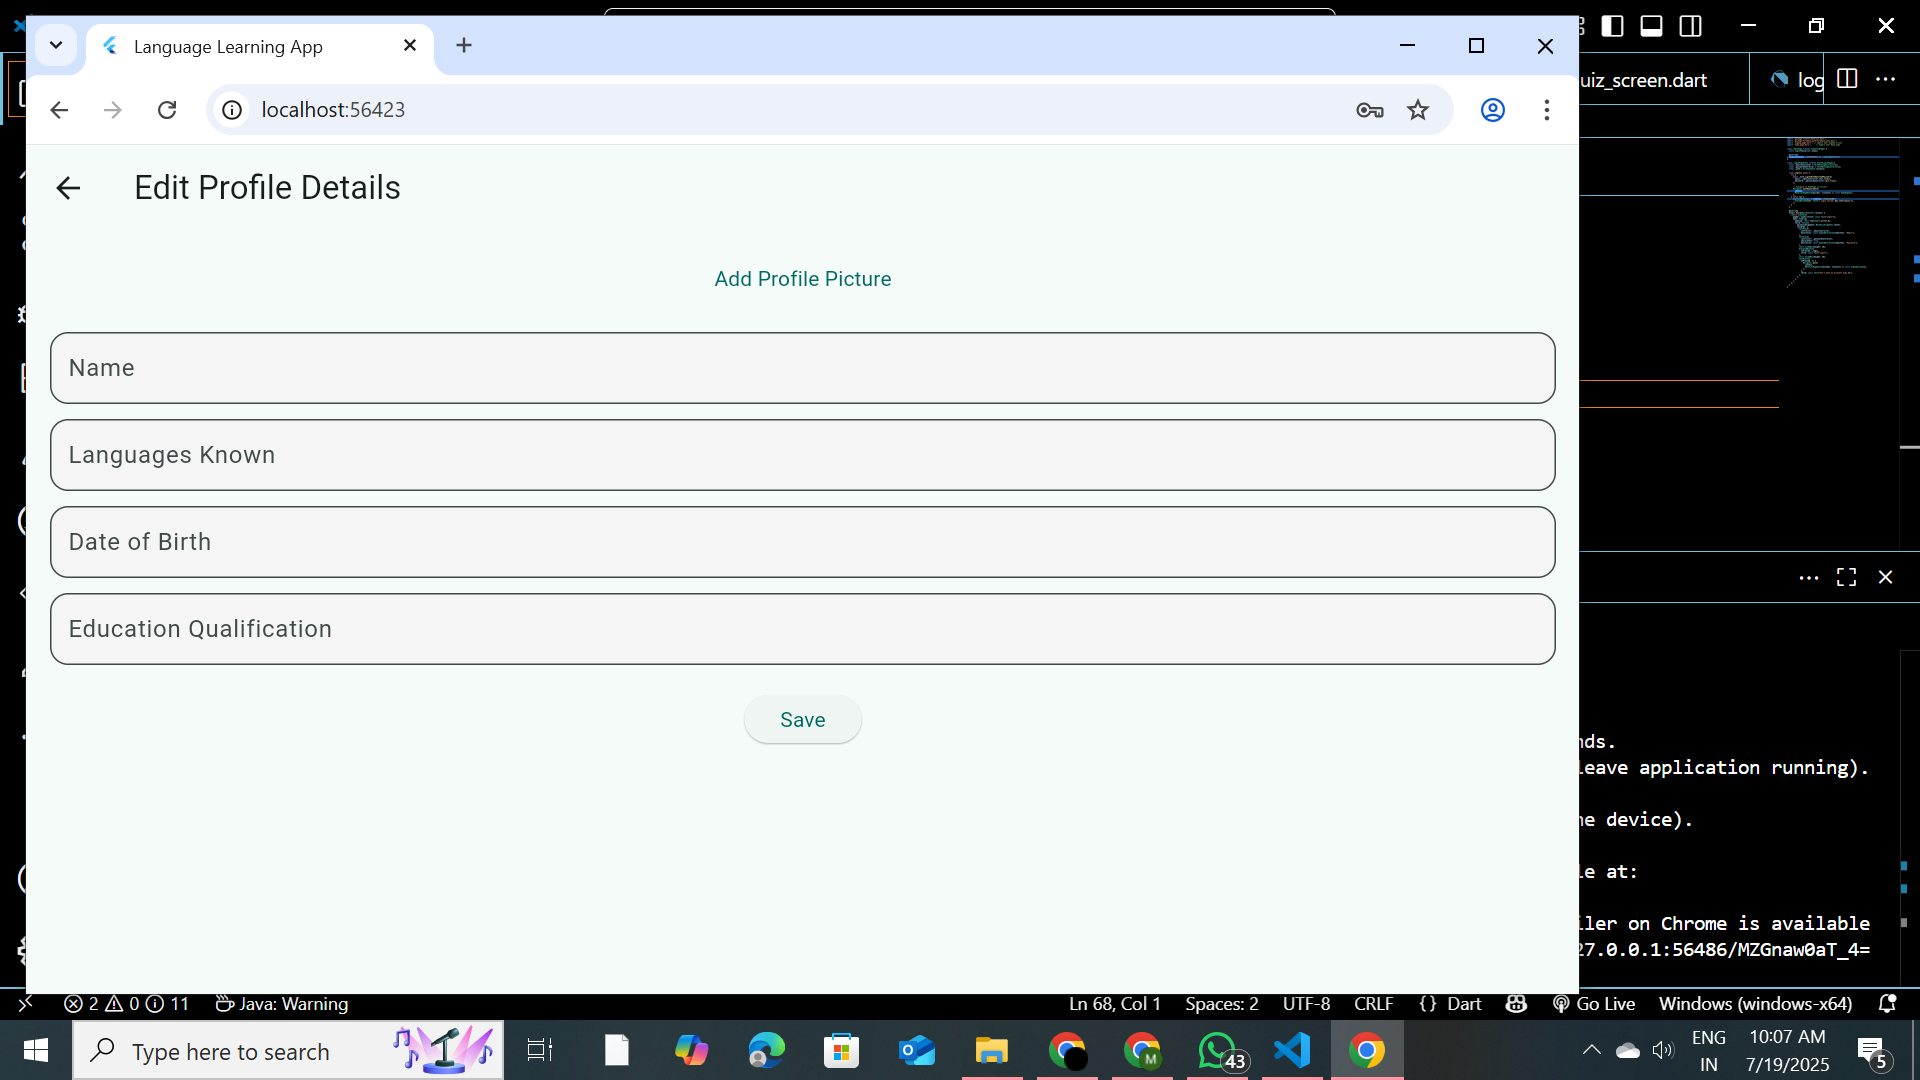 Language Learning App
localhost:56423
uiz_screen.dart
log
Edit Profile Details
Add Profile Picture
Name
Languages Known
Date of Birth
Education Qualification
Save
nds.
leave application running).
ne device).
le at:
iler on Chrome is available
27.0.0.1:56486/MZGnaw0aT_4=
2 0 11 Java: Warning
Ln 68, Col 1 Spaces: 2 UTF-8 CRLF {} Dart Go Live Windows (windows-x64)
Type here to search
M
43
ENG
IN
10:07 AM
7/19/2025
5